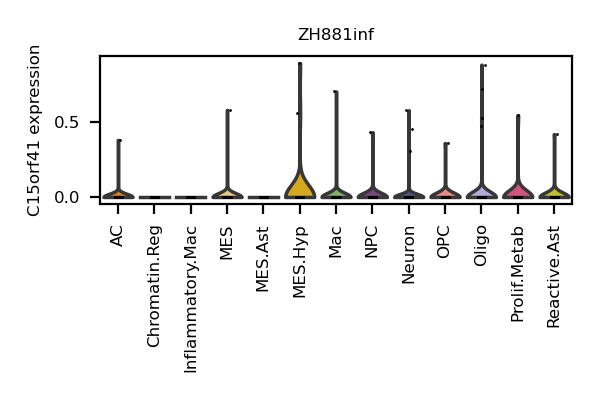 ZH881inf
C15orf41 expression
0.5
0.0
AC
Chromatin.Reg
Inflammatory.Mac
MES
MES.Ast
MES.Hyp
Mac
NPC
Neuron
OPC
Oligo
Prolif.Metab
Reactive.Ast